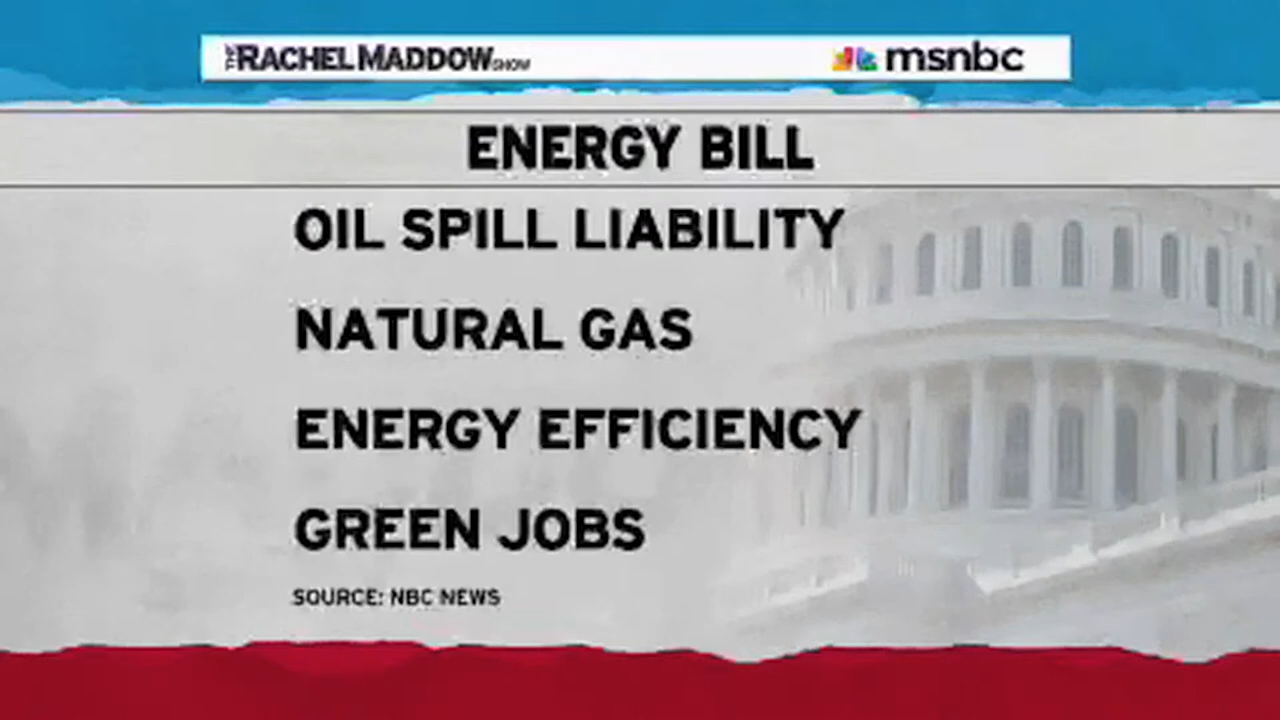 THE RACHEL MADDOW SHOW
msnbc
ENERGY BILL
OIL SPILL LIABILITY
NATURAL GAS
ENERGY EFFICIENCY
GREEN JOBS
SOURCE: NBC NEWS